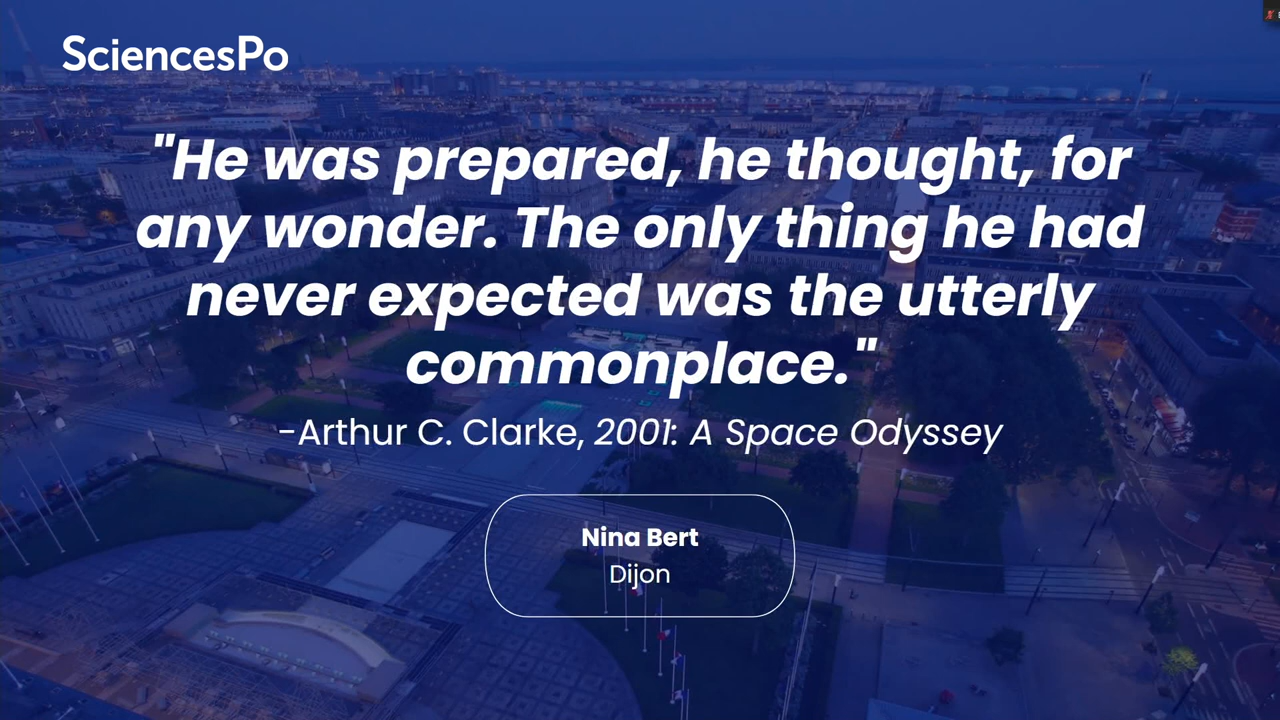 SciencesPo
"He was prepared, he thought, for
any wonder. The only thing he had
never expected was the utterly
commonplace."
-Arthur C. Clarke, 2001: A Space Odyssey
Nina Bert
Dijon